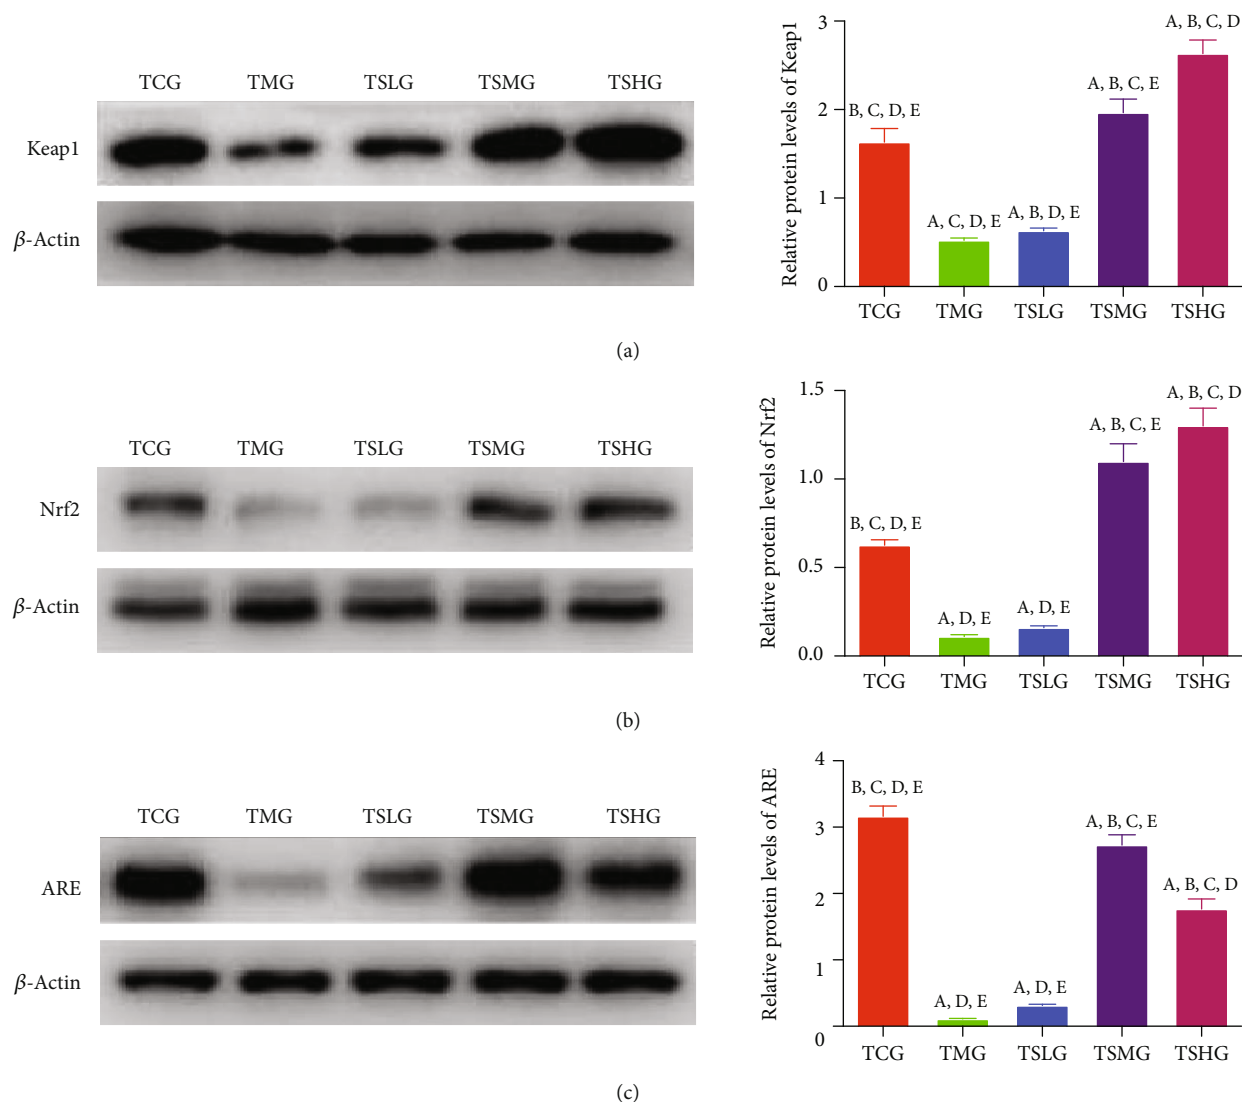 TCG TMG TSLG TSMG TSHG
Keap1
β-Actin
Relative protein levels of Keap1
3
2
1
0
B, C, D, E
A, C, D, E
A, B, D, E
A, B, C, E
A, B, C, D
TCG TMG TSLG TSMG TSHG
(a)
TCG TMG TSLG TSMG TSHG
Nrf2
β-Actin
Relative protein levels of Nrf2
1.5
1.0
0.5
0.0
B, C, D, E
A, D, E
A, D, E
A, B, C, E
A, B, C, D
TCG TMG TSLG TSMG TSHG
(b)
TCG TMG TSLG TSMG TSHG
ARE
β-Actin
Relative protein levels of ARE
4
3
2
1
0
B, C, D, E
A, D, E
A, D, E
A, B, C, E
A, B, C, D
TCG TMG TSLG TSMG TSHG
(c)